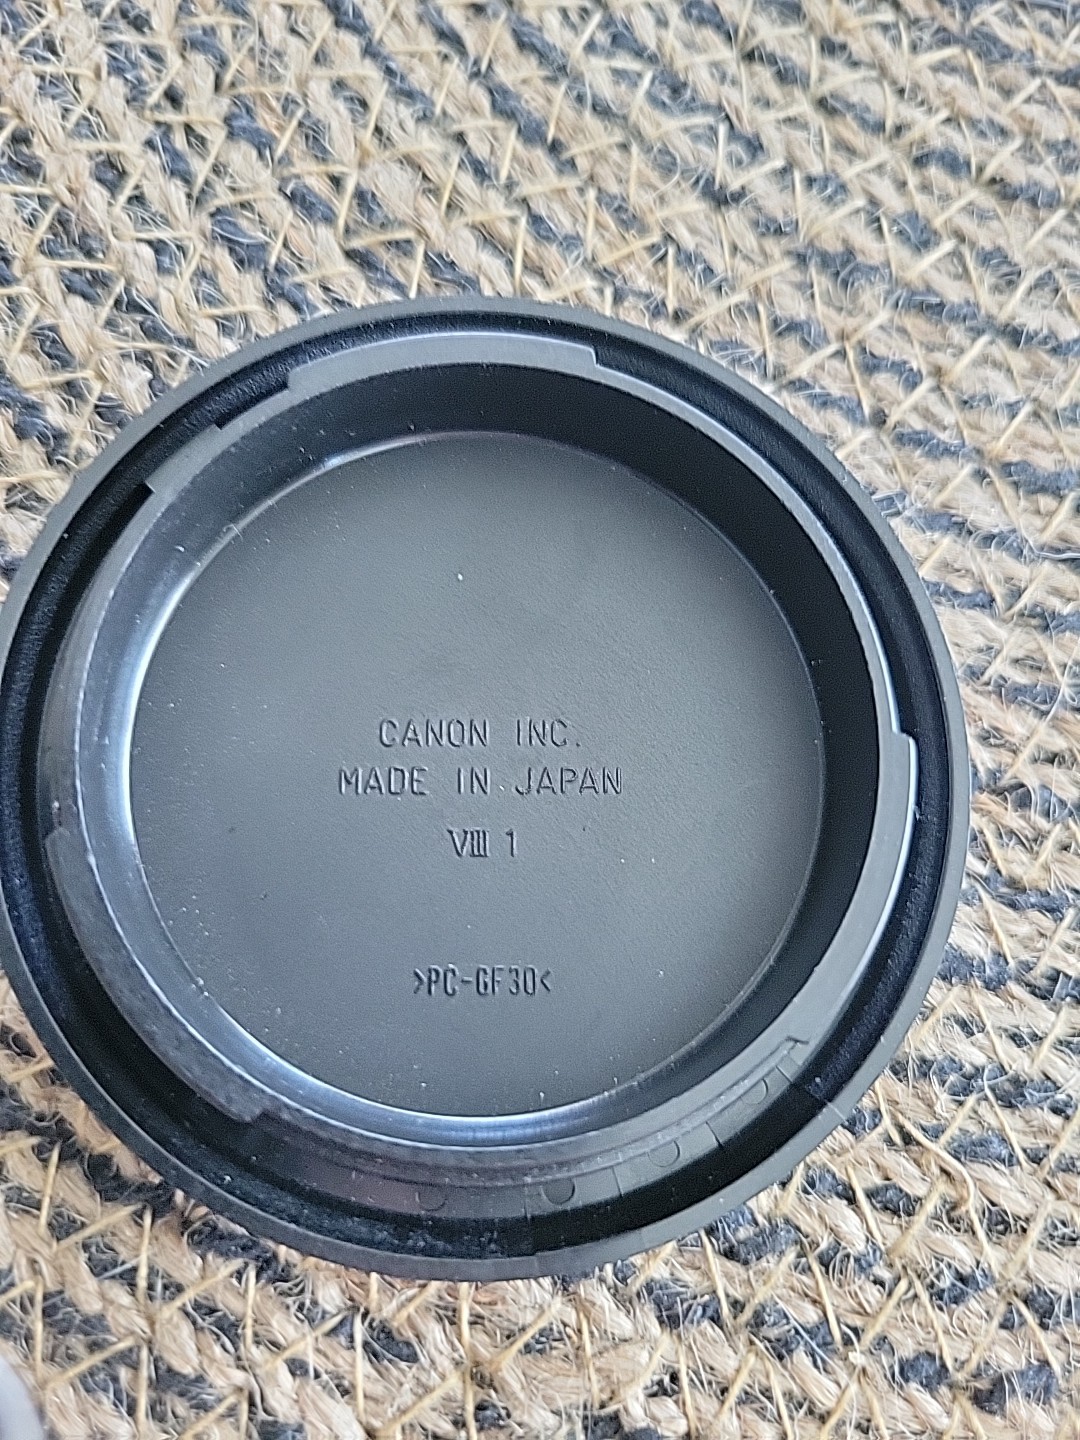 CANON INC.
MADE IN JAPAN
VIII 1
>PC-GF30<